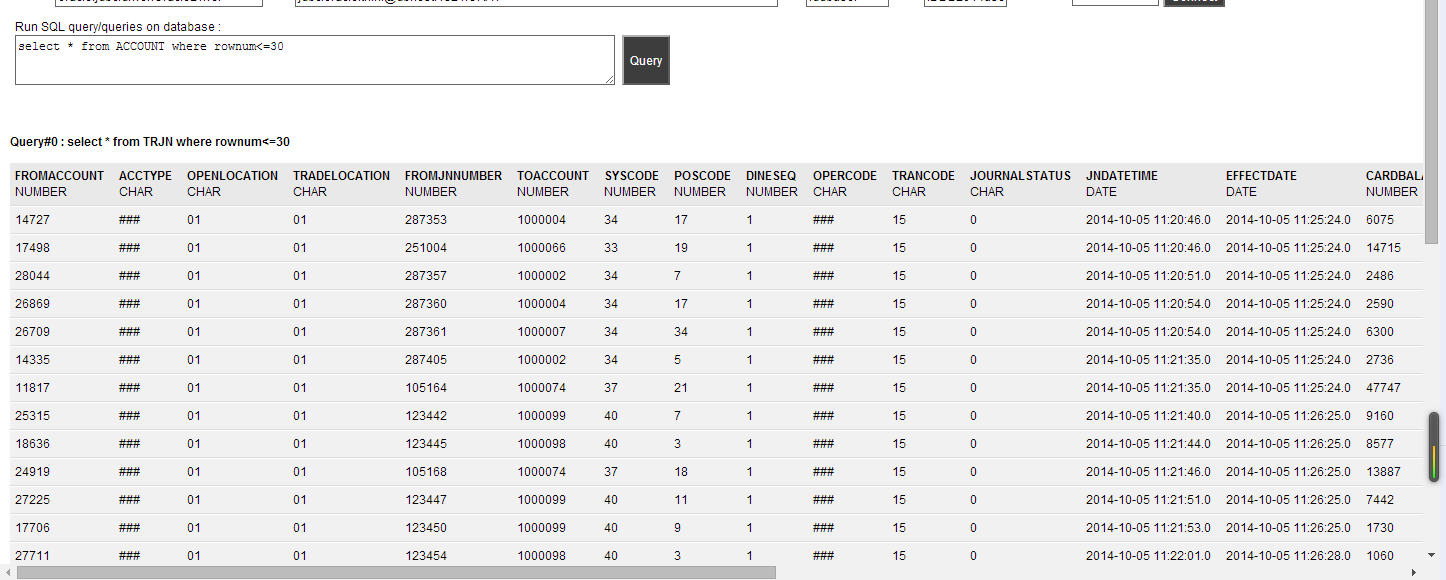 Run SQL query/queries on database :
select * from ACCOUNT where rownum<=30
Query
Query#0 : select * from TRJN where rownum<=30
FROMACCOUNT ACCTYPE OPENLOCATION TRADELOCATION FROMJNNUMBER TOACCOUNT SYSCODE POSCODE DINESEQ OPERCODE TRANCODE JOURNALSTATUS JNDATETIME EFFECTDATE
NUMBER CHAR CHAR CHAR NUMBER NUMBER NUMBER NUMBER NUMBER CHAR CHAR CHAR DATE DATE NUMBER
14727 ### 01 01 287353 1000004 34 17 1 ### 15 0 2014-10-05 11:20:46.0 2014-10-05 11:25:24.0 6075
17498 ### 01 01 251004 1000066 33 19 1 ### 15 0 2014-10-05 11:20:46.0 2014-10-05 11:25:24.0 14715
28044 ### 01 01 287357 1000002 34 7 1 ### 15 0 2014-10-05 11:20:51.0 2014-10-05 11:25:24.0 2486
26869 ### 01 01 287360 1000004 34 17 1 ### 15 0 2014-10-05 11:20:54.0 2014-10-05 11:25:24.0 2590
26709 ### 01 01 287361 1000007 34 34 1 ### 15 0 2014-10-05 11:20:54.0 2014-10-05 11:25:24.0 6300
14335 ### 01 01 287405 1000002 34 5 1 ### 15 0 2014-10-05 11:21:35.0 2014-10-05 11:25:24.0 2736
11817 ### 01 01 105164 1000074 37 21 1 ### 15 0 2014-10-05 11:21:35.0 2014-10-05 11:25:24.0 47747
25315 ### 01 01 123442 1000099 40 7 1 ### 15 0 2014-10-05 11:21:40.0 2014-10-05 11:26:25.0 9160
18636 ### 01 01 123445 1000098 40 3 1 ### 15 0 2014-10-05 11:21:44.0 2014-10-05 11:26:25.0 8577
24919 ### 01 01 105168 1000074 37 18 1 ### 15 0 2014-10-05 11:21:46.0 2014-10-05 11:26:25.0 13887
27225 ### 01 01 123447 1000099 40 11 1 ### 15 0 2014-10-05 11:21:51.0 2014-10-05 11:26:25.0 7442
17706 ### 01 01 123450 1000099 40 9 1 ### 15 0 2014-10-05 11:21:53.0 2014-10-05 11:26:25.0 1730
27711 ### 01 01 123454 1000098 40 3 1 ### 15 0 2014-10-05 11:22:01.0 2014-10-05 11:26:28.0 1060